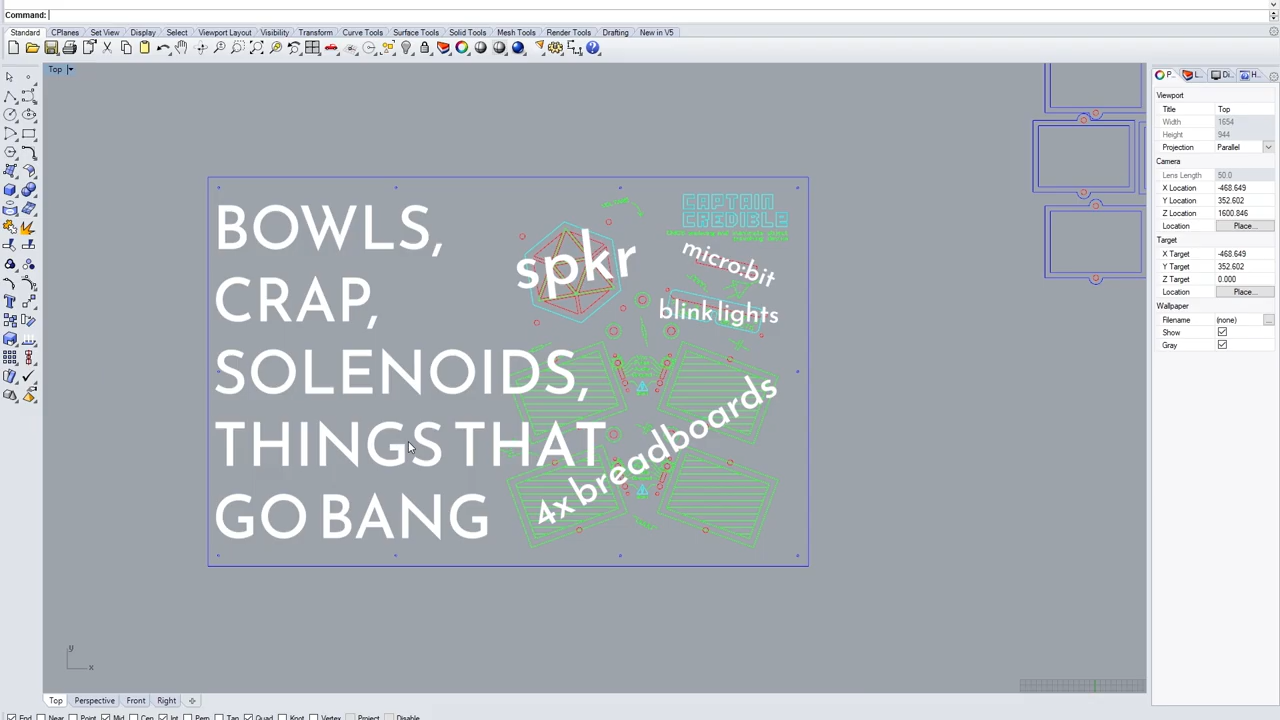 Command:
Standard CPlanes Set View Display Select Viewport Layout Visibility Transform Curve Tools Surface Tools Solid Tools Mesh Tools Render Tools Drafting New in V5
Top
P.. L.. Di.. H..
Viewport
Title Top
Width 1654
Height 944
Projection Parallel
Camera
Lens Length 50.0
X Location -468.649
Y Location 352.602
Z Location 1600.846
Location Place...
Target
X Target -468.649
Y Target 352.602
Z Target 0.000
Location Place...
Wallpaper
Filename (none) ...
Show
Gray
CAPTAIN
CREDIBLE
BOWLS,
CRAP,
SOLENOIDS,
THINGS THAT
GO BANG
spkr
micro:bit
blink lights
4x breadboards
y
x
Top Perspective Front Right
End Near Point Mid Cen Int Perp Tan Quad Knot Vertex Project Disable